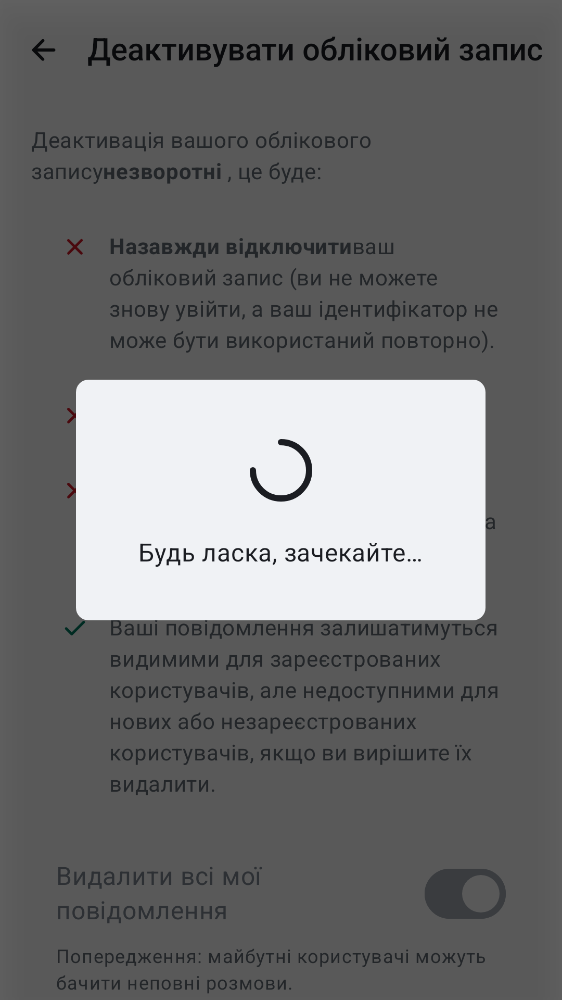 Деактивувати обліковий запис
Деактивація вашого облікового
записунезворотні , це буде:
Назавжди відключитиваш
обліковий запис (ви не можете
знову увійти, а ваш ідентифікатор не
може бути використаний повторно).
а
Будь ласка, зачекайте...
Ваші повідомлення залишатимуться
видимими для зареєстрованих
користувачів, але недоступними для
нових або незареєстрованих
користувачів, якщо ви вирішите їх
видалити.
Видалити всі мої
повідомлення
Попередження: майбутні користувачі можуть
бачити неповні розмови.